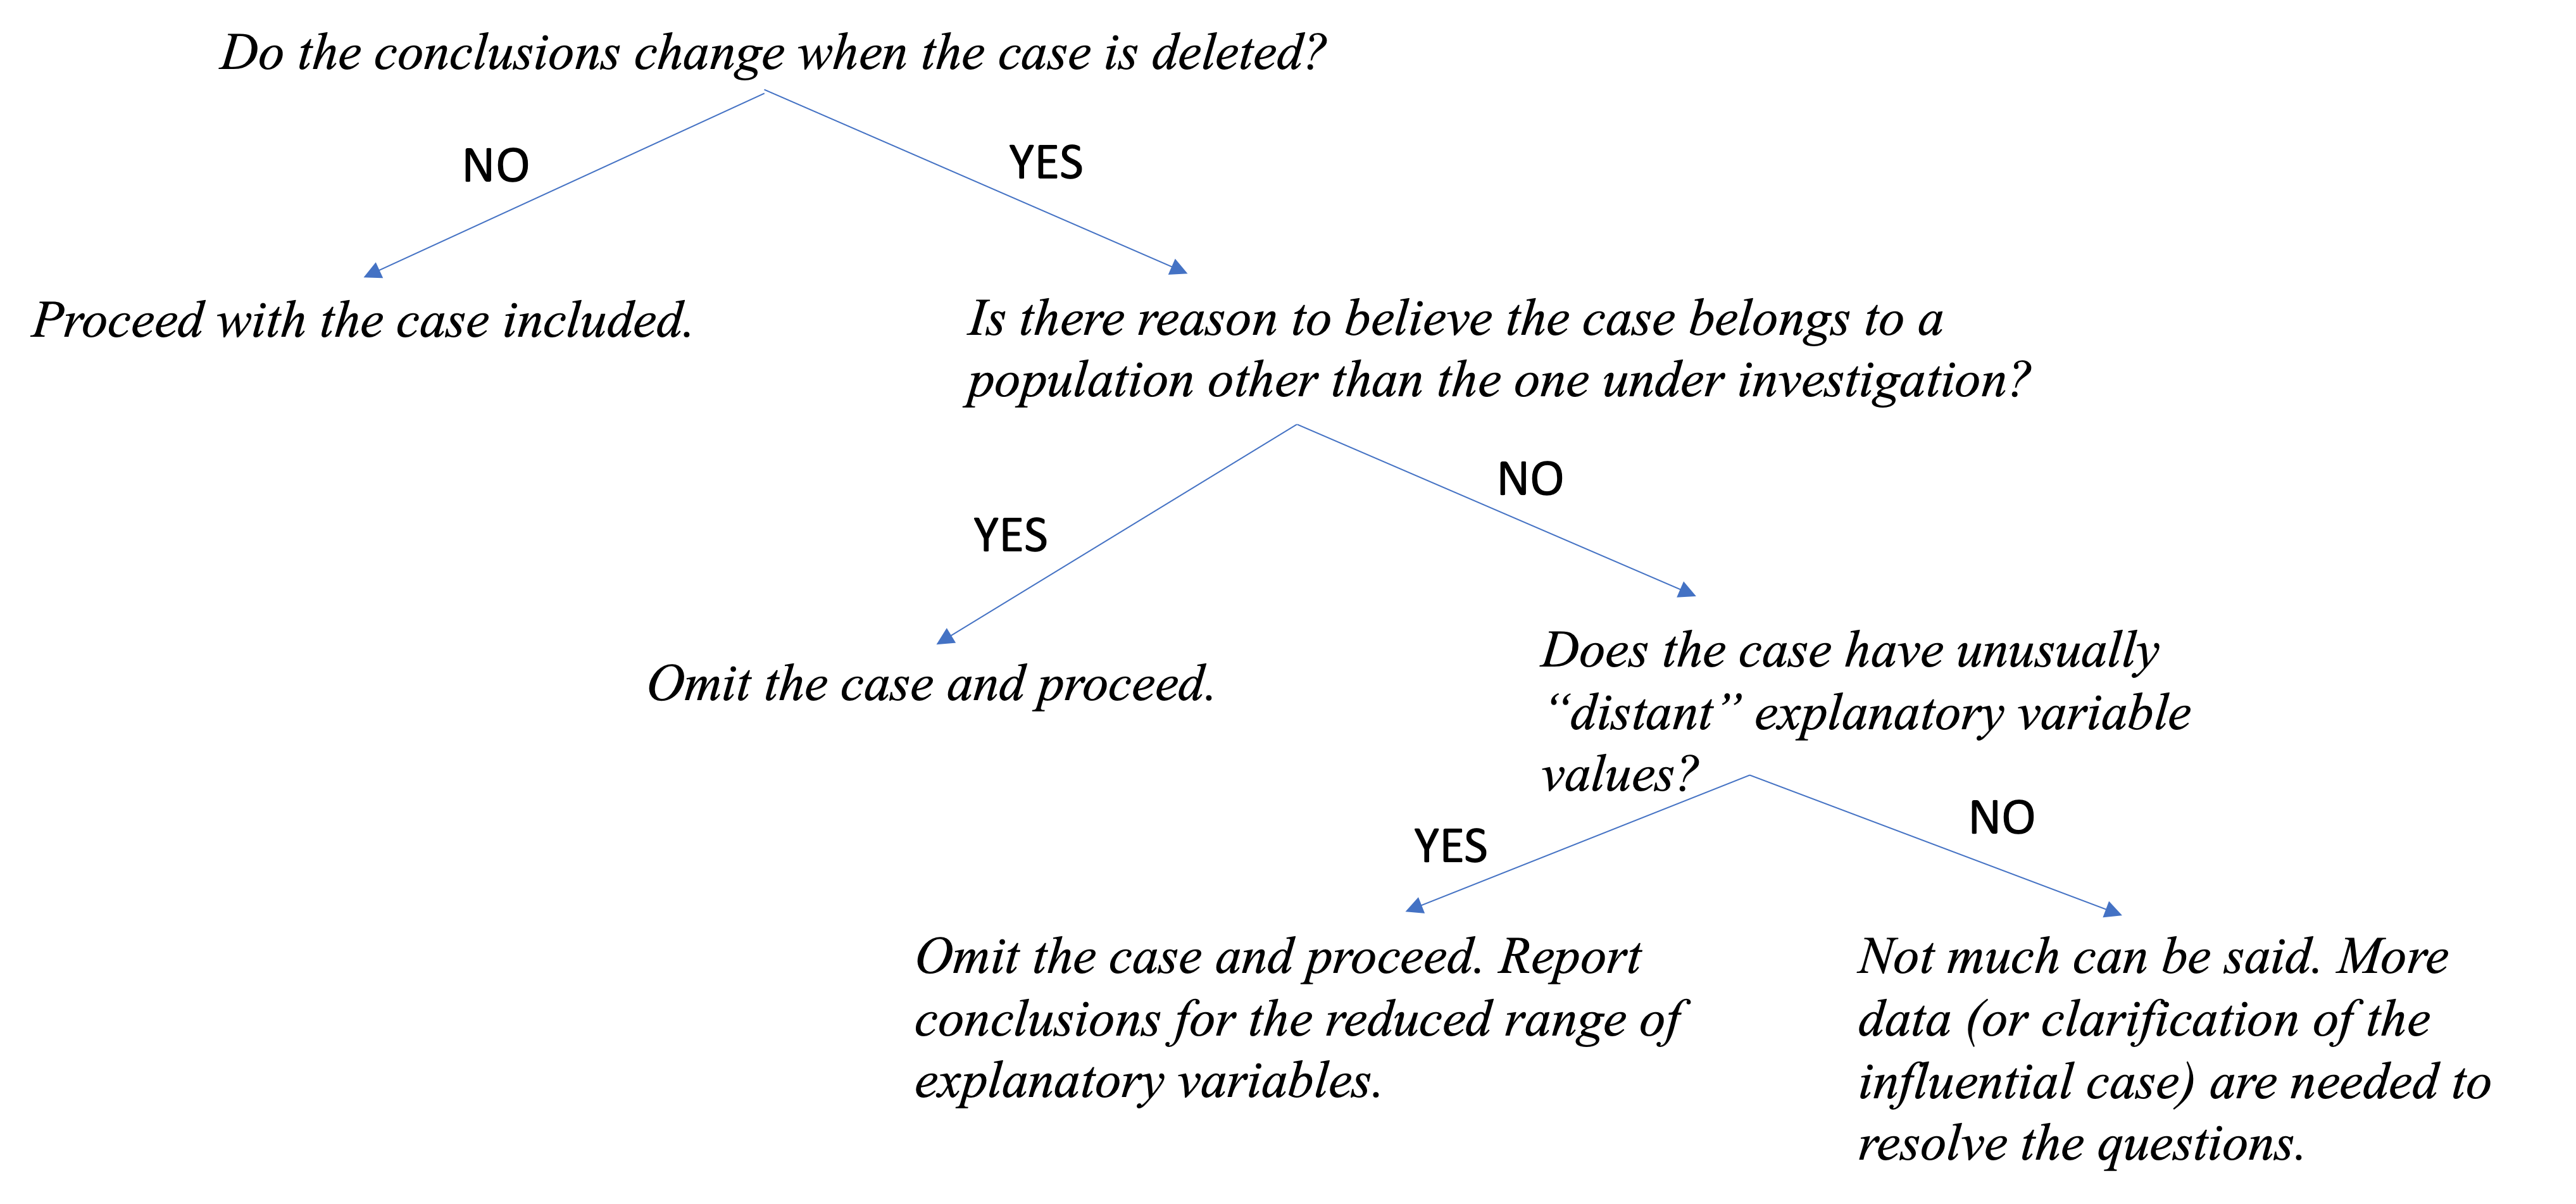 Do the conclusions change when the case is deleted?
NO
YES
Proceed with the case included.
Is there reason to believe the case belongs to a
population other than the one under investigation?
YES
NO
Omit the case and proceed.
Does the case have unusually
“distant” explanatory variable
values?
YES
NO
Omit the case and proceed. Report
conclusions for the reduced range of
explanatory variables.
Not much can be said. More
data (or clarification of the
influential case) are needed to
resolve the questions.